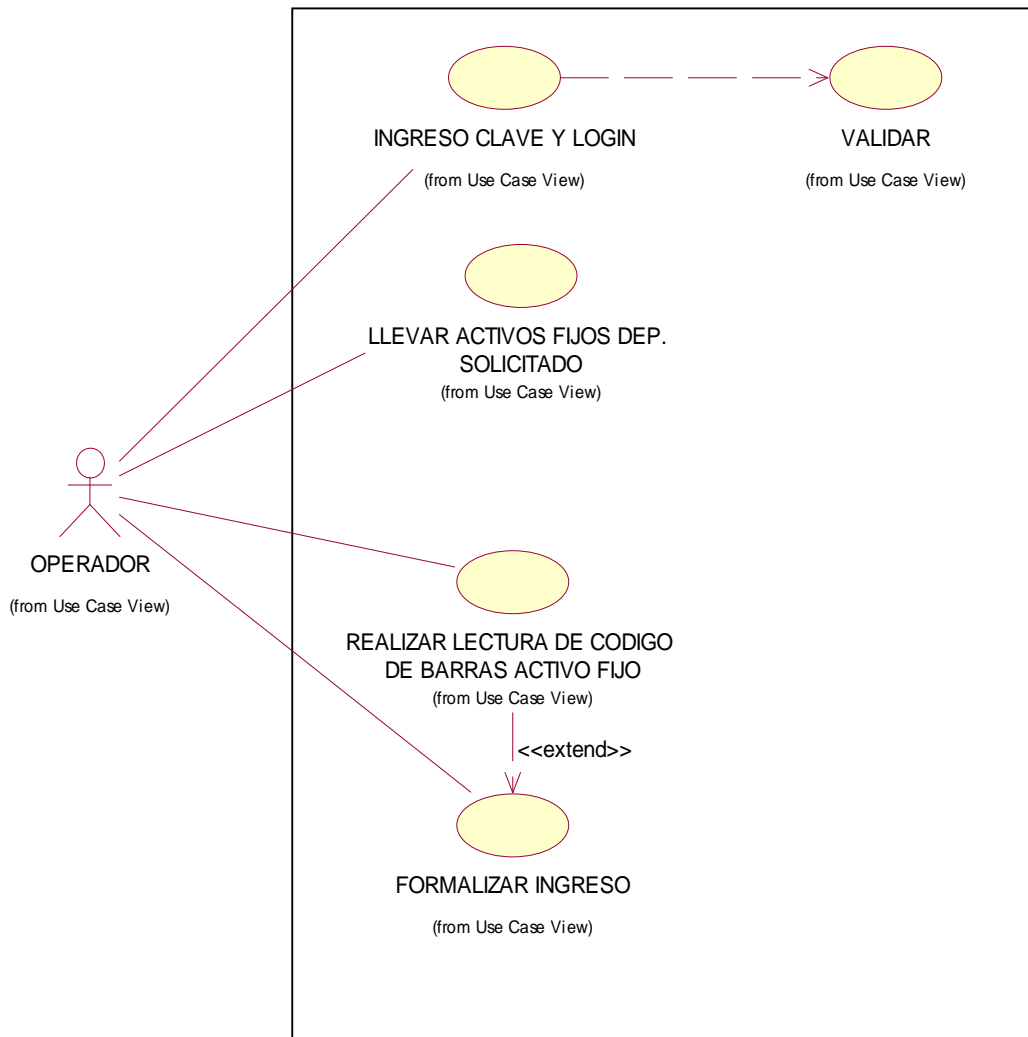 INGRESO CLAVE Y LOGIN
(from Use Case View)
VALIDAR
(from Use Case View)
LLEVAR ACTIVOS FIJOS DEP.
SOLICITADO
(from Use Case View)
OPERADOR
(from Use Case View)
REALIZAR LECTURA DE CODIGO
DE BARRAS ACTIVO FIJO
(from Use Case View)
<<extend>>
FORMALIZAR INGRESO
(from Use Case View)